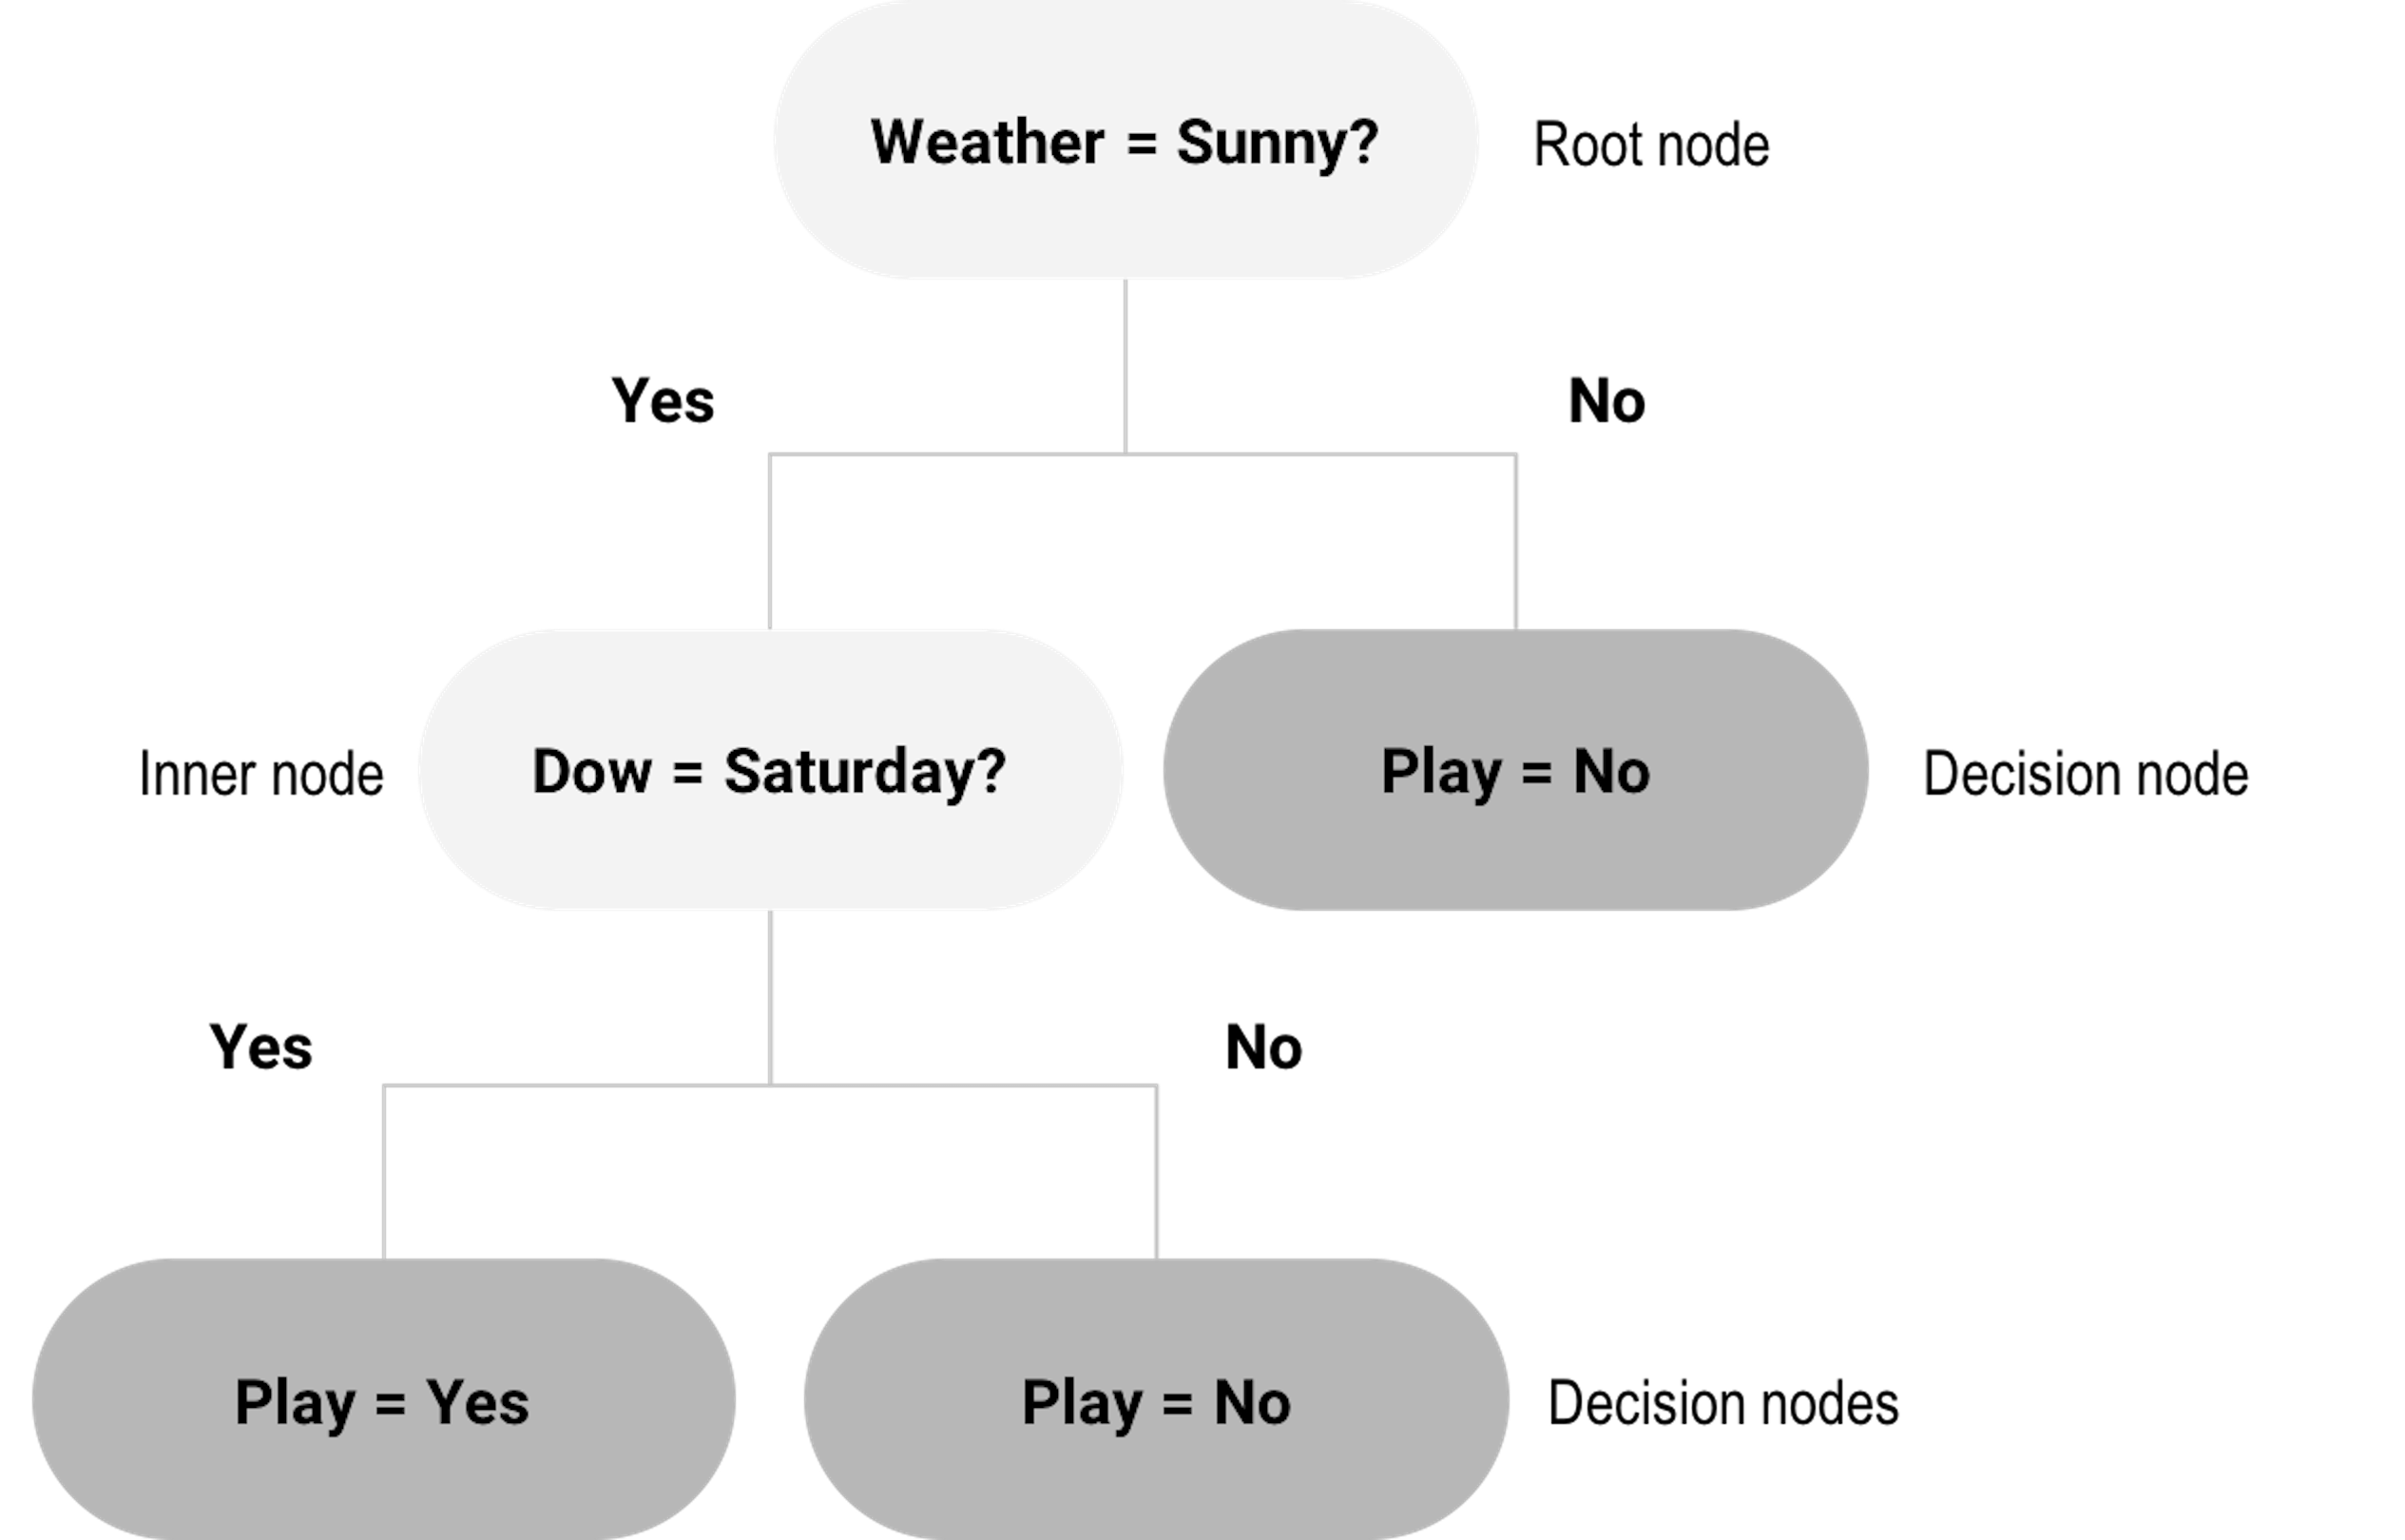 Weather = Sunny?
Root node
Yes
No
Inner node
Dow = Saturday?
Play = No
Decision node
Yes
No
Play = Yes
Play = No
Decision nodes